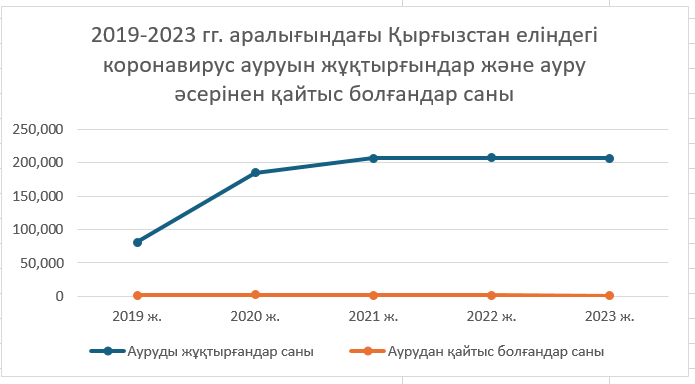 2019-2023 гг. аралығындағы Қырғызстан еліндегі
коронавирус ауруын жұқтырғындар және ауру
әсерінен қайтыс болғандар саны
250,000
200,000
150,000
100,000
50,000
0
2019 ж. 2020 ж. 2021 ж. 2022 ж. 2023 ж.
Ауруды жұқтырғандар саны Аурудан қайтыс болғандар саны